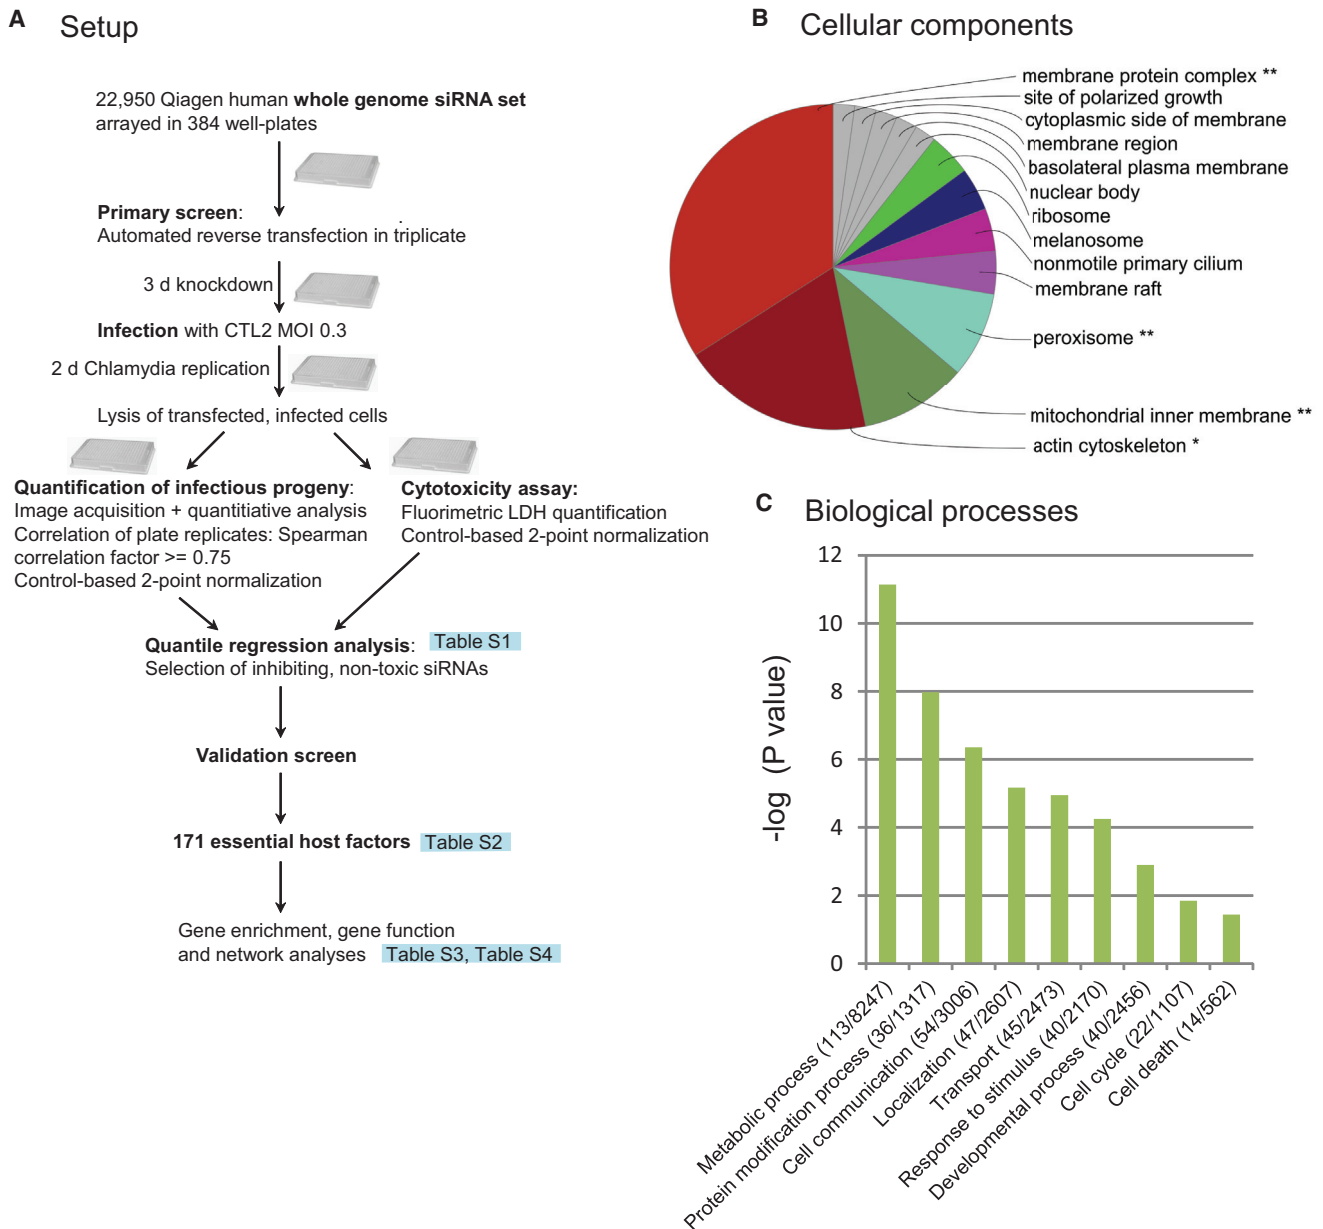 A Setup
22,950 Qiagen human whole genome siRNA set
arrayed in 384 well-plates
Primary screen:
Automated reverse transfection in triplicate
3 d knockdown
Infection with CTL2 MOI 0.3
2 d Chlamydia replication
Lysis of transfected, infected cells
Quantification of infectious progeny:
Image acquisition + quantitiative analysis
Correlation of plate replicates: Spearman
correlation factor >= 0.75
Control-based 2-point normalization
Cytotoxicity assay:
Fluorimetric LDH quantification
Control-based 2-point normalization
Quantile regression analysis: Table S1
Selection of inhibiting, non-toxic siRNAs
Validation screen
171 essential host factors Table S2
Gene enrichment, gene function
and network analyses Table S3, Table S4
B Cellular components
membrane protein complex **
site of polarized growth
cytoplasmic side of membrane
membrane region
basolateral plasma membrane
nuclear body
ribosome
melanosome
nonmotile primary cilium
membrane raft
peroxisome **
mitochondrial inner membrane **
actin cytoskeleton *
C Biological processes
-log (P value)
12
10
8
6
4
2
0
Metabolic process (113/8247)
Protein modification process (36/1317)
Cell communication (54/3006)
Localization (47/2607)
Transport (45/2473)
Response to stimulus (40/2170)
Developmental process (40/2456)
Cell cycle (22/1107)
Cell death (14/562)